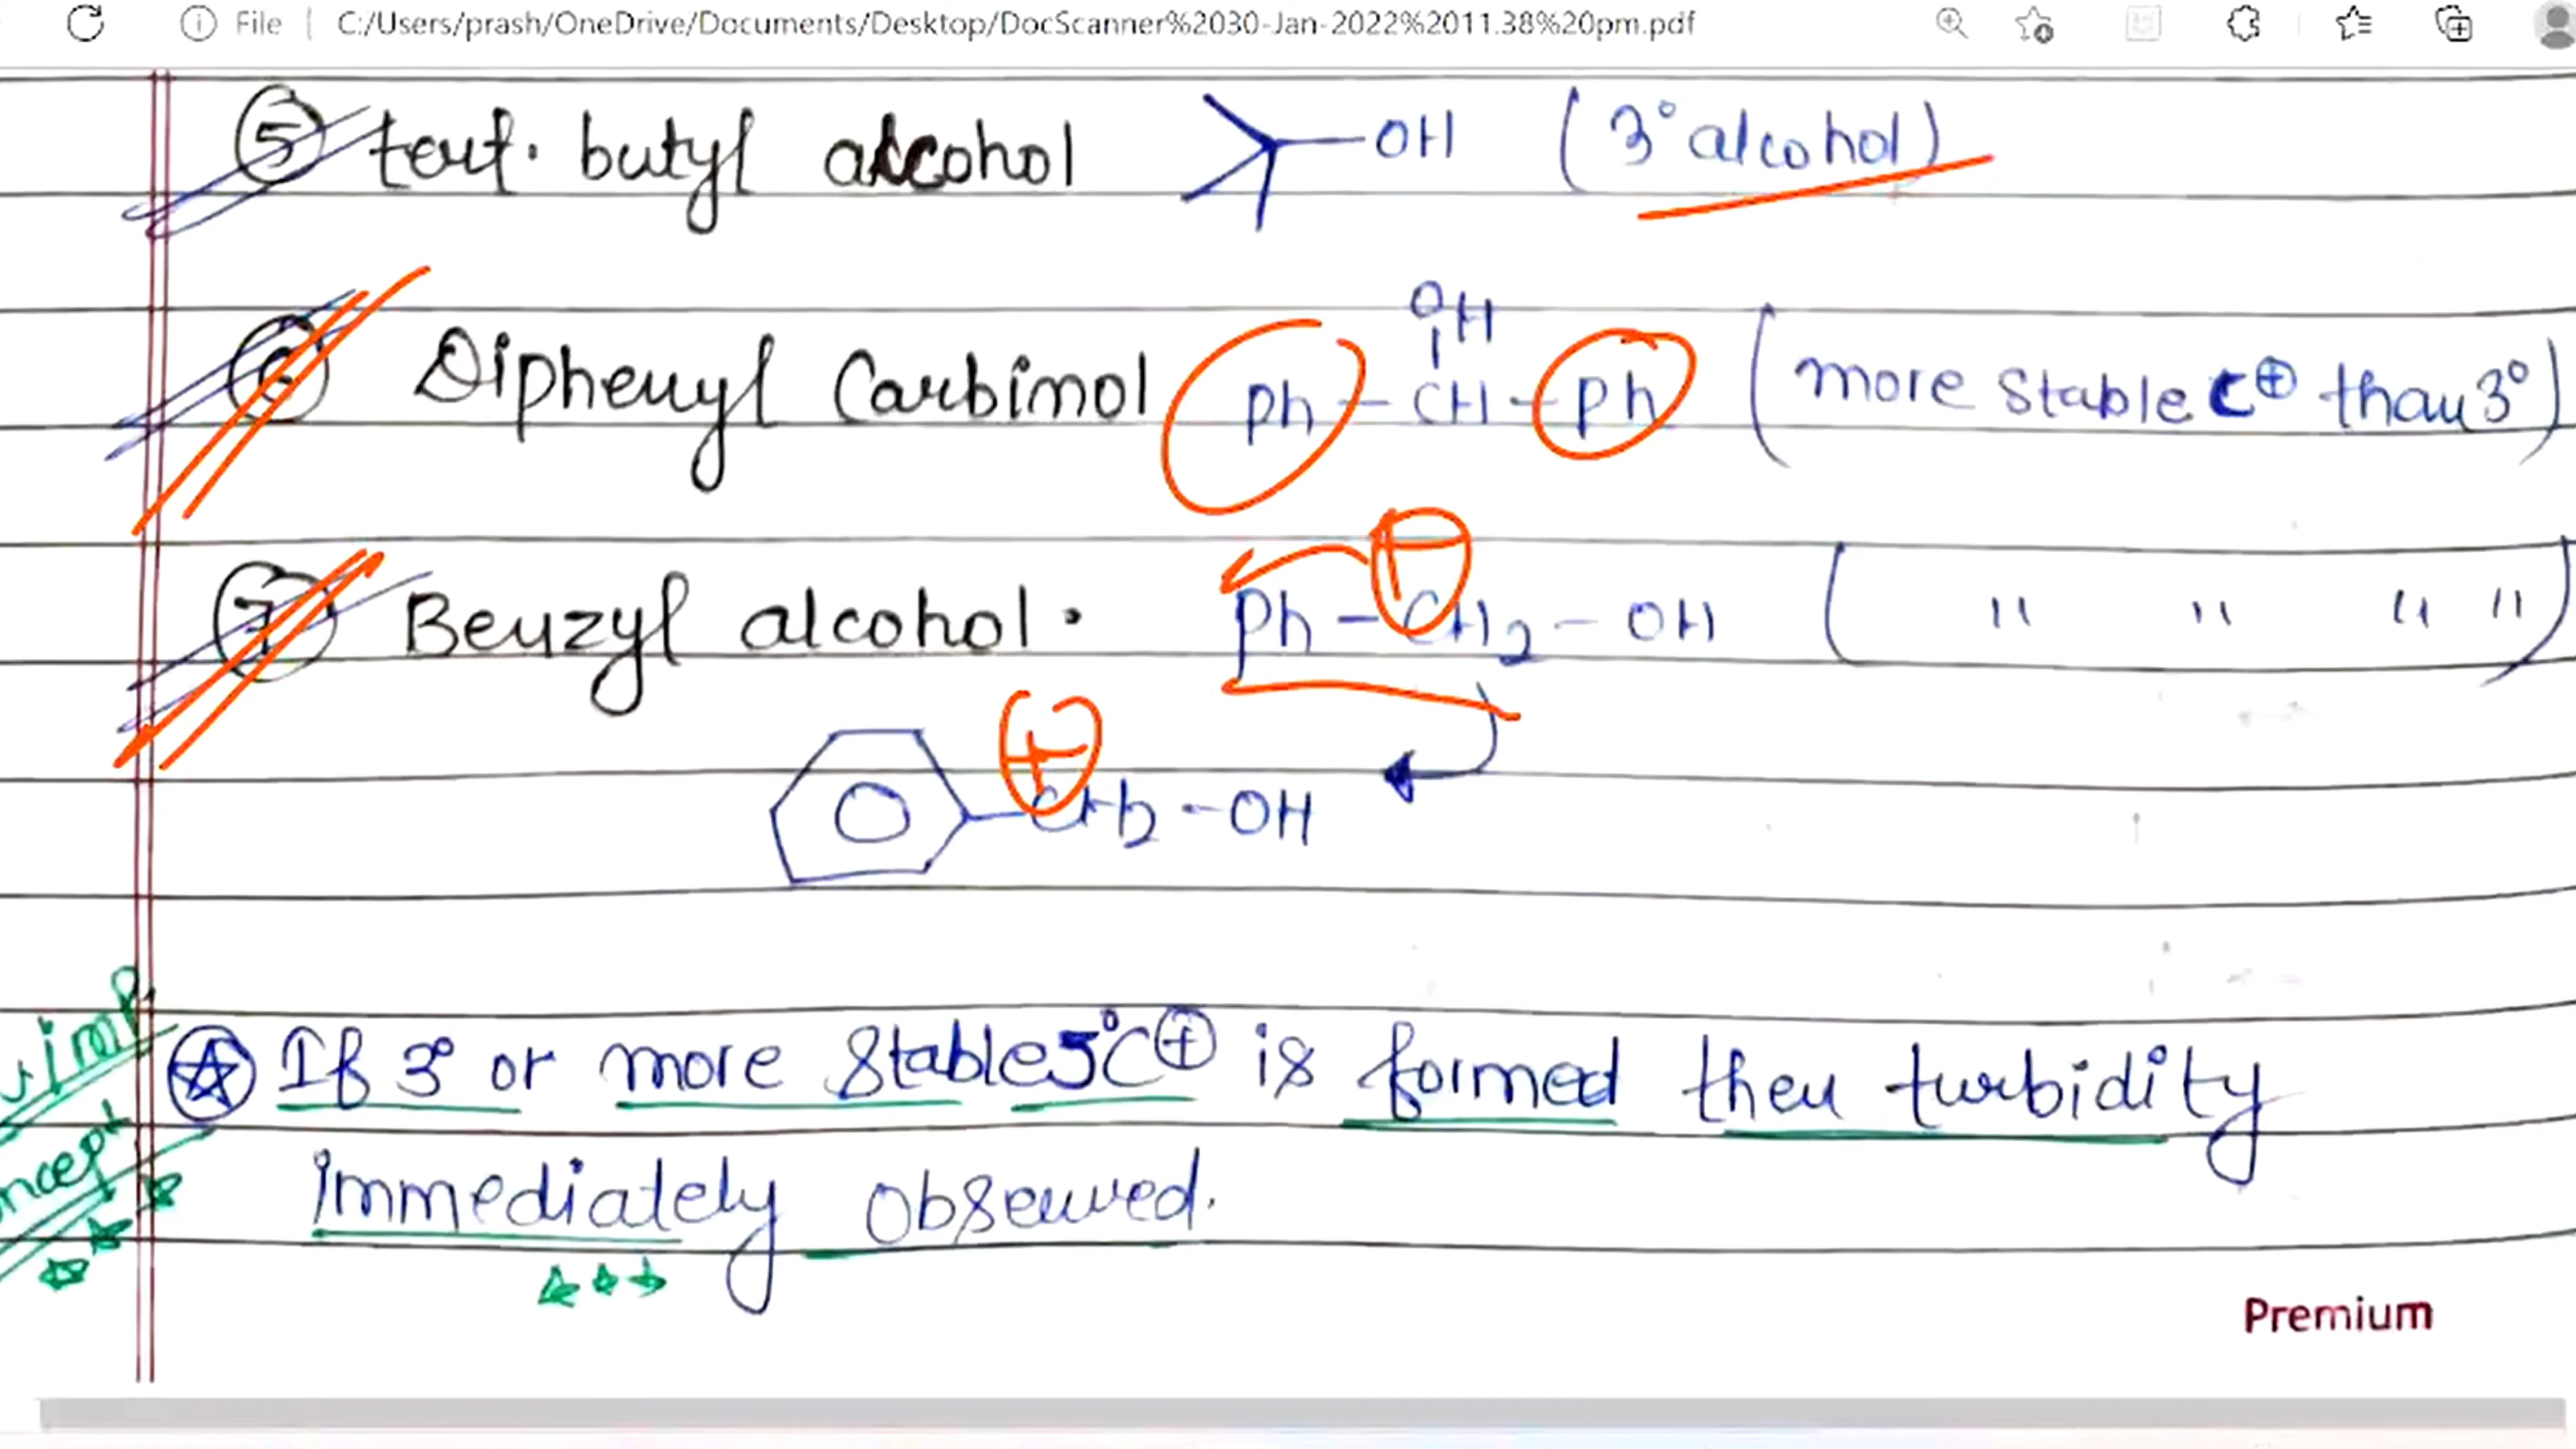 File | C:/Users/prash/OneDrive/Documents/Desktop/DocScanner%2030-Jan-2022%2011.38%20pm.pdf
⑤ tert. butyl alcohol -OH (3° alcohol)
OH
⑥ Diphenyl Carbinol Ph - CH - Ph (more stable C⊕ than 3°)
⊕
⑦ Benzyl alcohol. Ph - CH2 - OH ( " " " " )
⊕
CH2 - OH
imp
If 3° or more stable C⊕ is formed then turbidity
immediately observed.
Premium